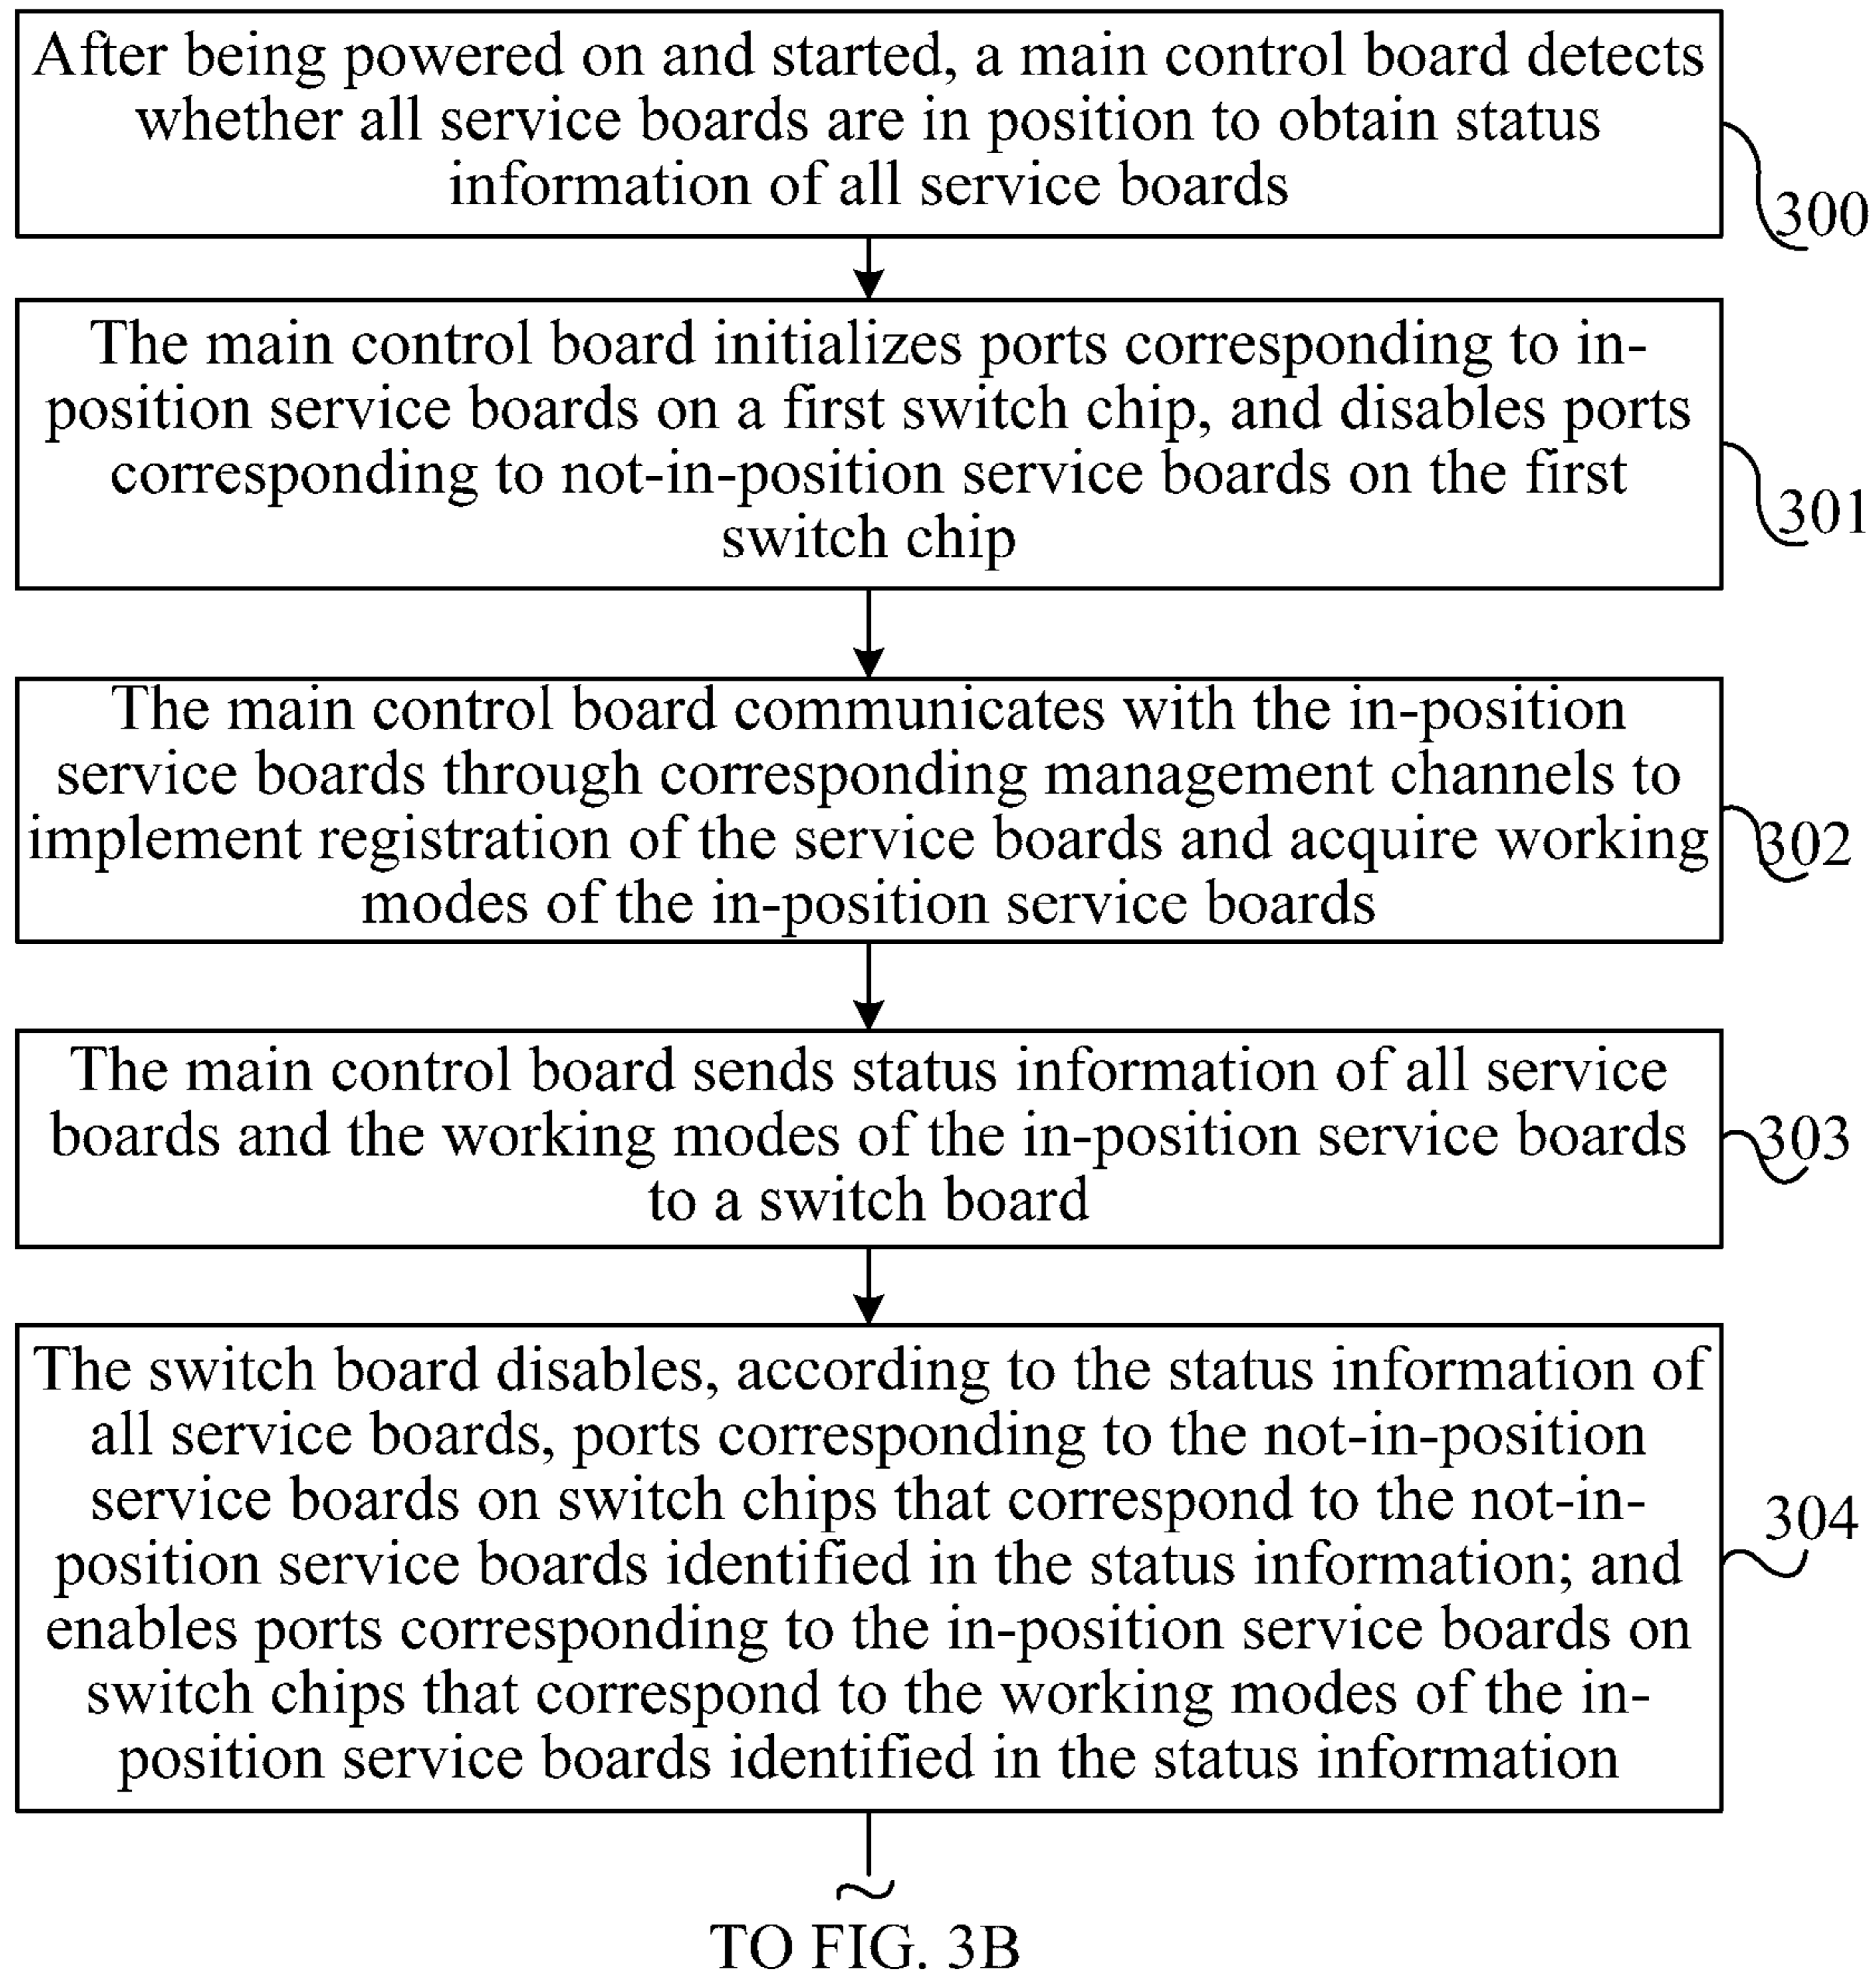 After being powered on and started, a main control board detects
whether all service boards are in position to obtain status
information of all service boards
300
The main control board initializes ports corresponding to in-
position service boards on a first switch chip, and disables ports
corresponding to not-in-position service boards on the first
switch chip
301
The main control board communicates with the in-position
service boards through corresponding management channels to
implement registration of the service boards and acquire working
modes of the in-position service boards
302
The main control board sends status information of all service
boards and the working modes of the in-position service boards
to a switch board
303
The switch board disables, according to the status information of
all service boards, ports corresponding to the not-in-position
service boards on switch chips that correspond to the not-in-
position service boards identified in the status information; and
enables ports corresponding to the in-position service boards on
switch chips that correspond to the working modes of the in-
position service boards identified in the status information
304
TO FIG. 3B